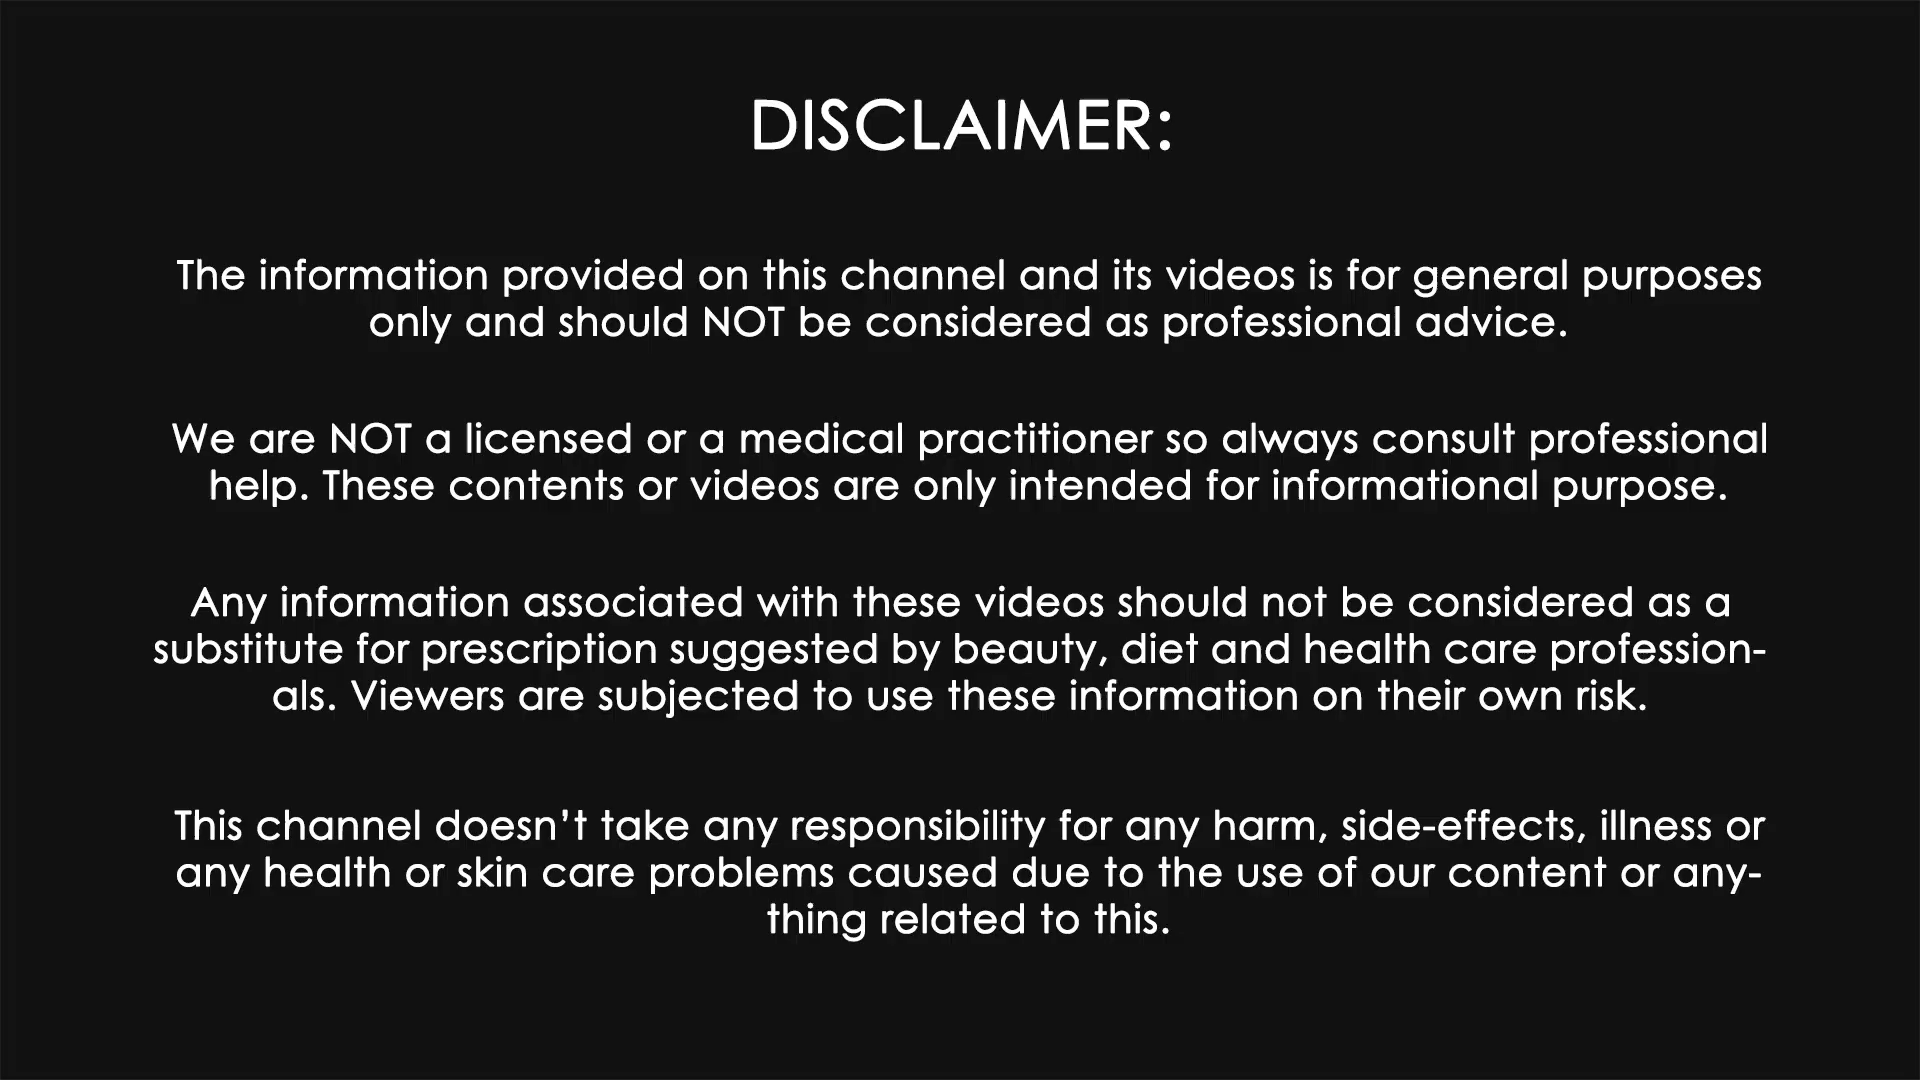 DISCLAIMER:
The information provided on this channel and its videos is for general purposes
only and should NOT be considered as professional advice.
We are NOT a licensed or a medical practitioner so always consult professional
help. These contents or videos are only intended for informational purpose.
Any information associated with these videos should not be considered as a
substitute for prescription suggested by beauty, diet and health care profession-
als. Viewers are subjected to use these information on their own risk.
This channel doesn’t take any responsibility for any harm, side-effects, illness or
any health or skin care problems caused due to the use of our content or any-
thing related to this.